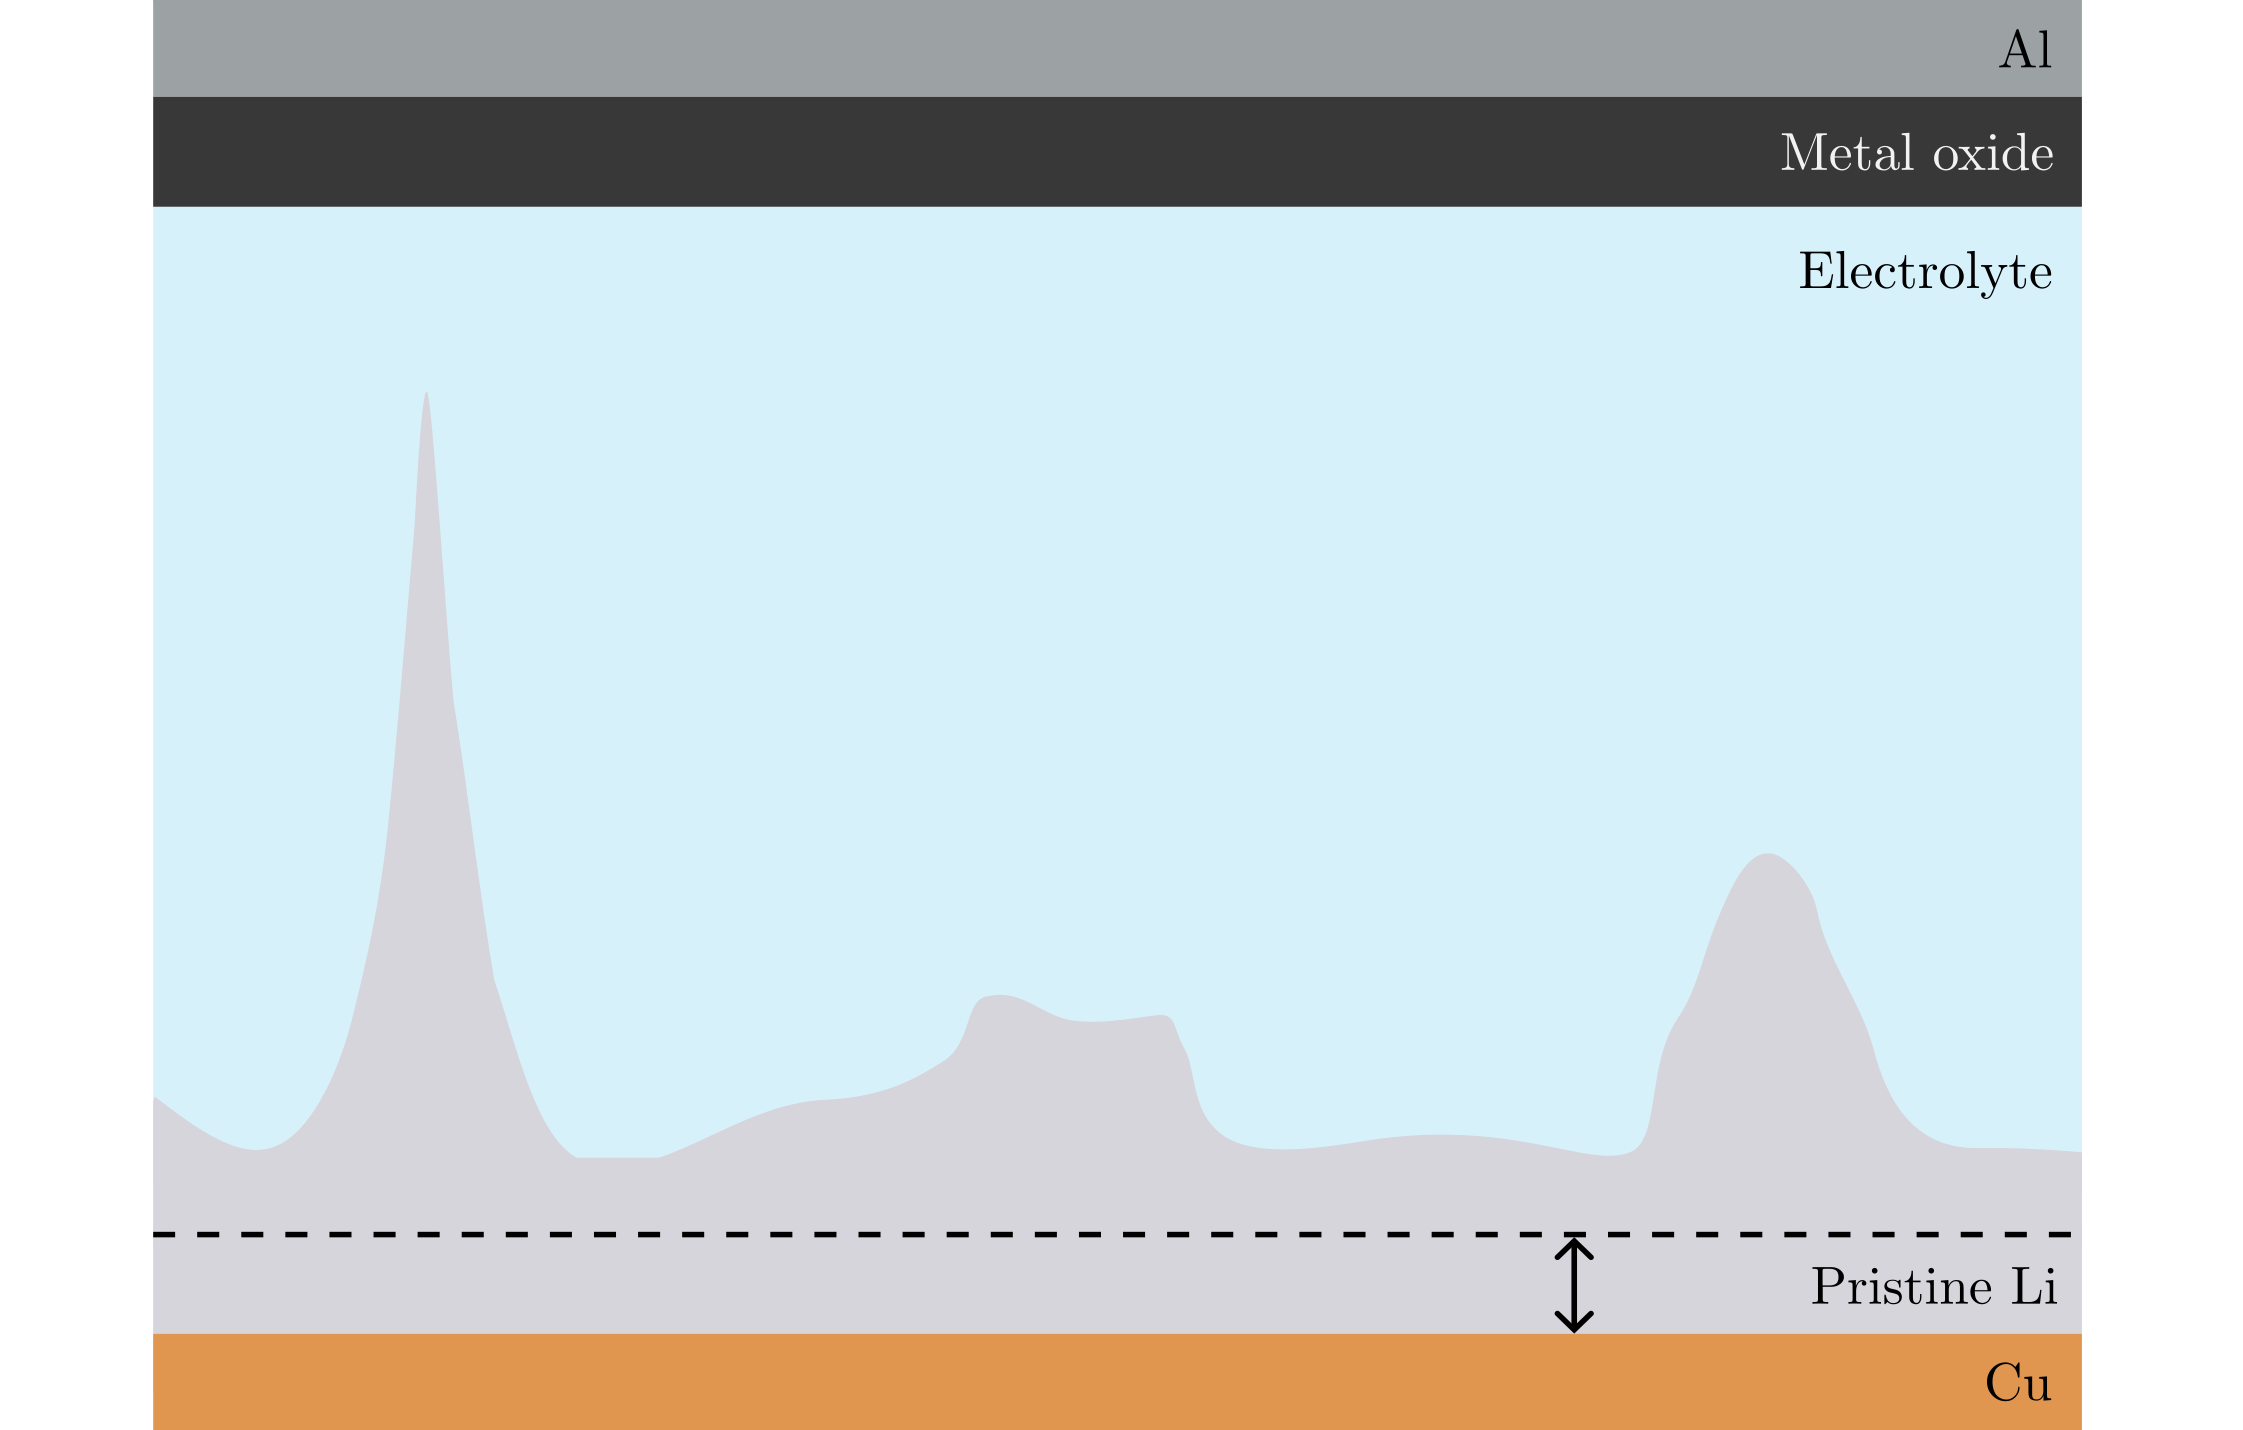 Al
Metal oxide
Electrolyte
Pristine Li
Cu